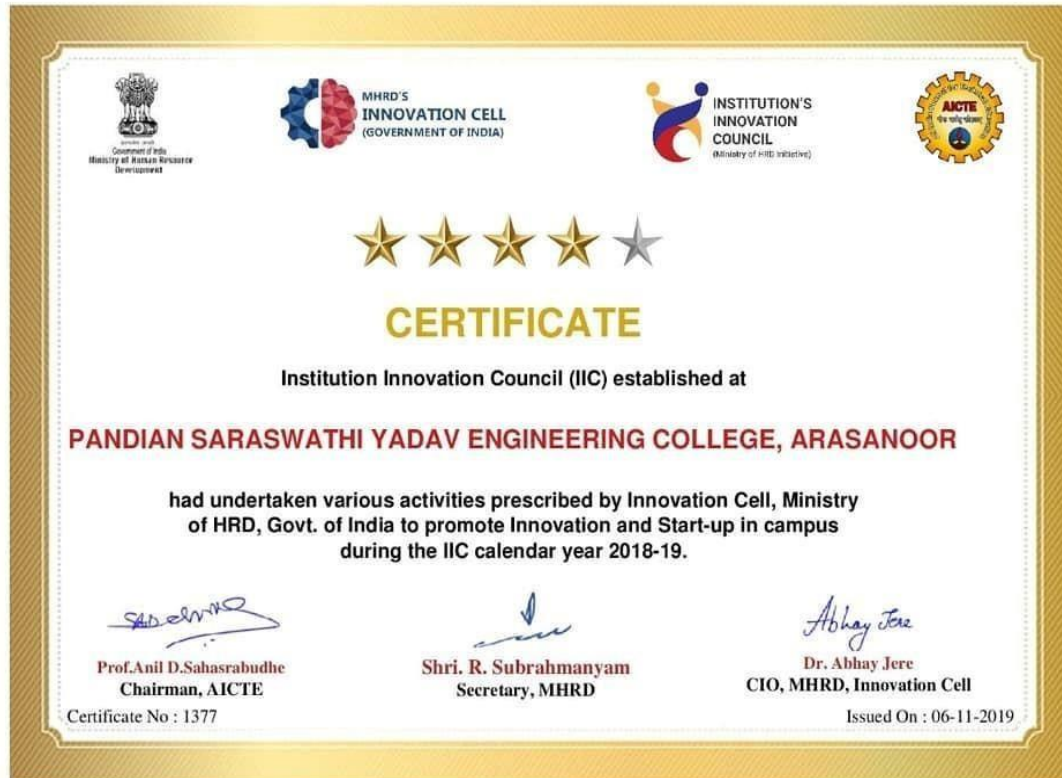 Government of India
Ministry of Human Resource
Development
MHRD'S
INNOVATION CELL
(GOVERNMENT OF INDIA)
INSTITUTION'S
INNOVATION
COUNCIL
(Ministry of HRD Initiative)
AICTE
CERTIFICATE
Institution Innovation Council (IIC) established at
PANDIAN SARASWATHI YADAV ENGINEERING COLLEGE, ARASANOOR
had undertaken various activities prescribed by Innovation Cell, Ministry
of HRD, Govt. of India to promote Innovation and Start-up in campus
during the IIC calendar year 2018-19.
Abhay Jere
Prof.Anil D.Sahasrabudhe
Chairman, AICTE
Shri. R. Subrahmanyam
Secretary, MHRD
Dr. Abhay Jere
CIO, MHRD, Innovation Cell
Certificate No : 1377
Issued On : 06-11-2019